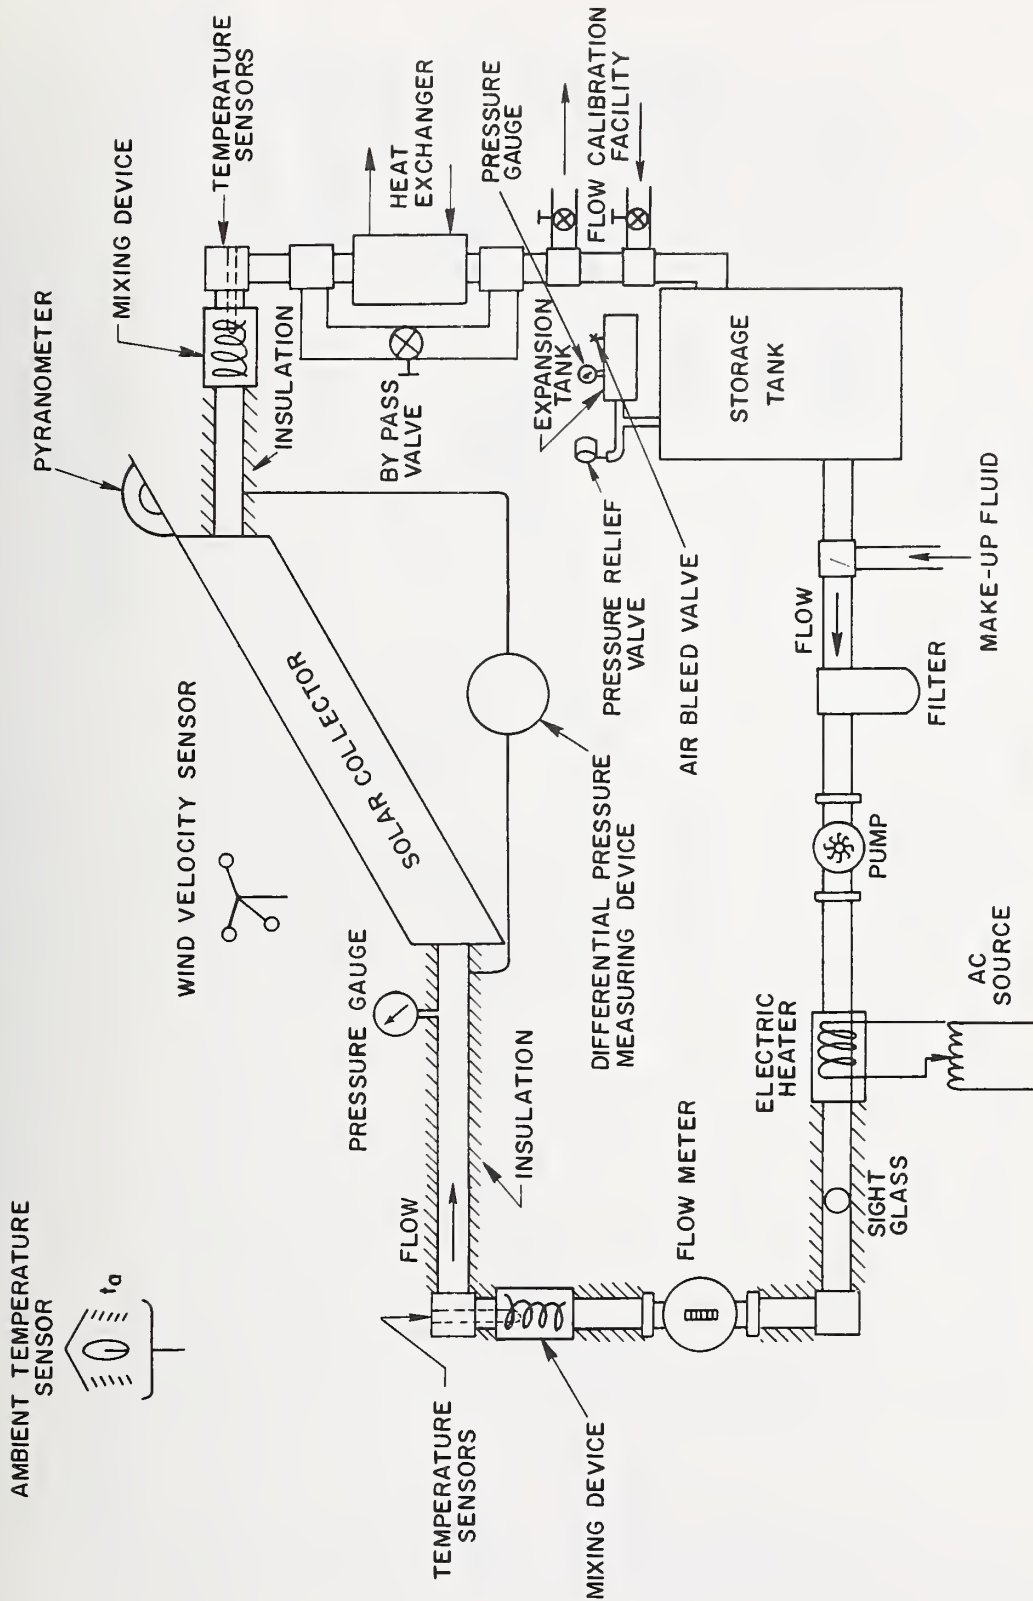 AMBIENT TEMPERATURE
SENSOR
ta
WIND VELOCITY SENSOR
PYRANOMETER
MIXING DEVICE
TEMPERATURE
SENSORS
INSULATION
SOLAR COLLECTOR
PRESSURE GAUGE
FLOW
INSULATION
TEMPERATURE
SENSORS
MIXING DEVICE
FLOW METER
DIFFERENTIAL PRESSURE
MEASURING DEVICE
BY PASS
VALVE
HEAT
EXCHANGER
PRESSURE
GAUGE
FLOW CALIBRATION
FACILITY
EXPANSION
TANK
PRESSURE RELIEF
VALVE
AIR BLEED VALVE
STORAGE
TANK
FLOW
MAKE-UP FLUID
FILTER
PUMP
ELECTRIC
HEATER
AC
SOURCE
SIGHT
GLASS